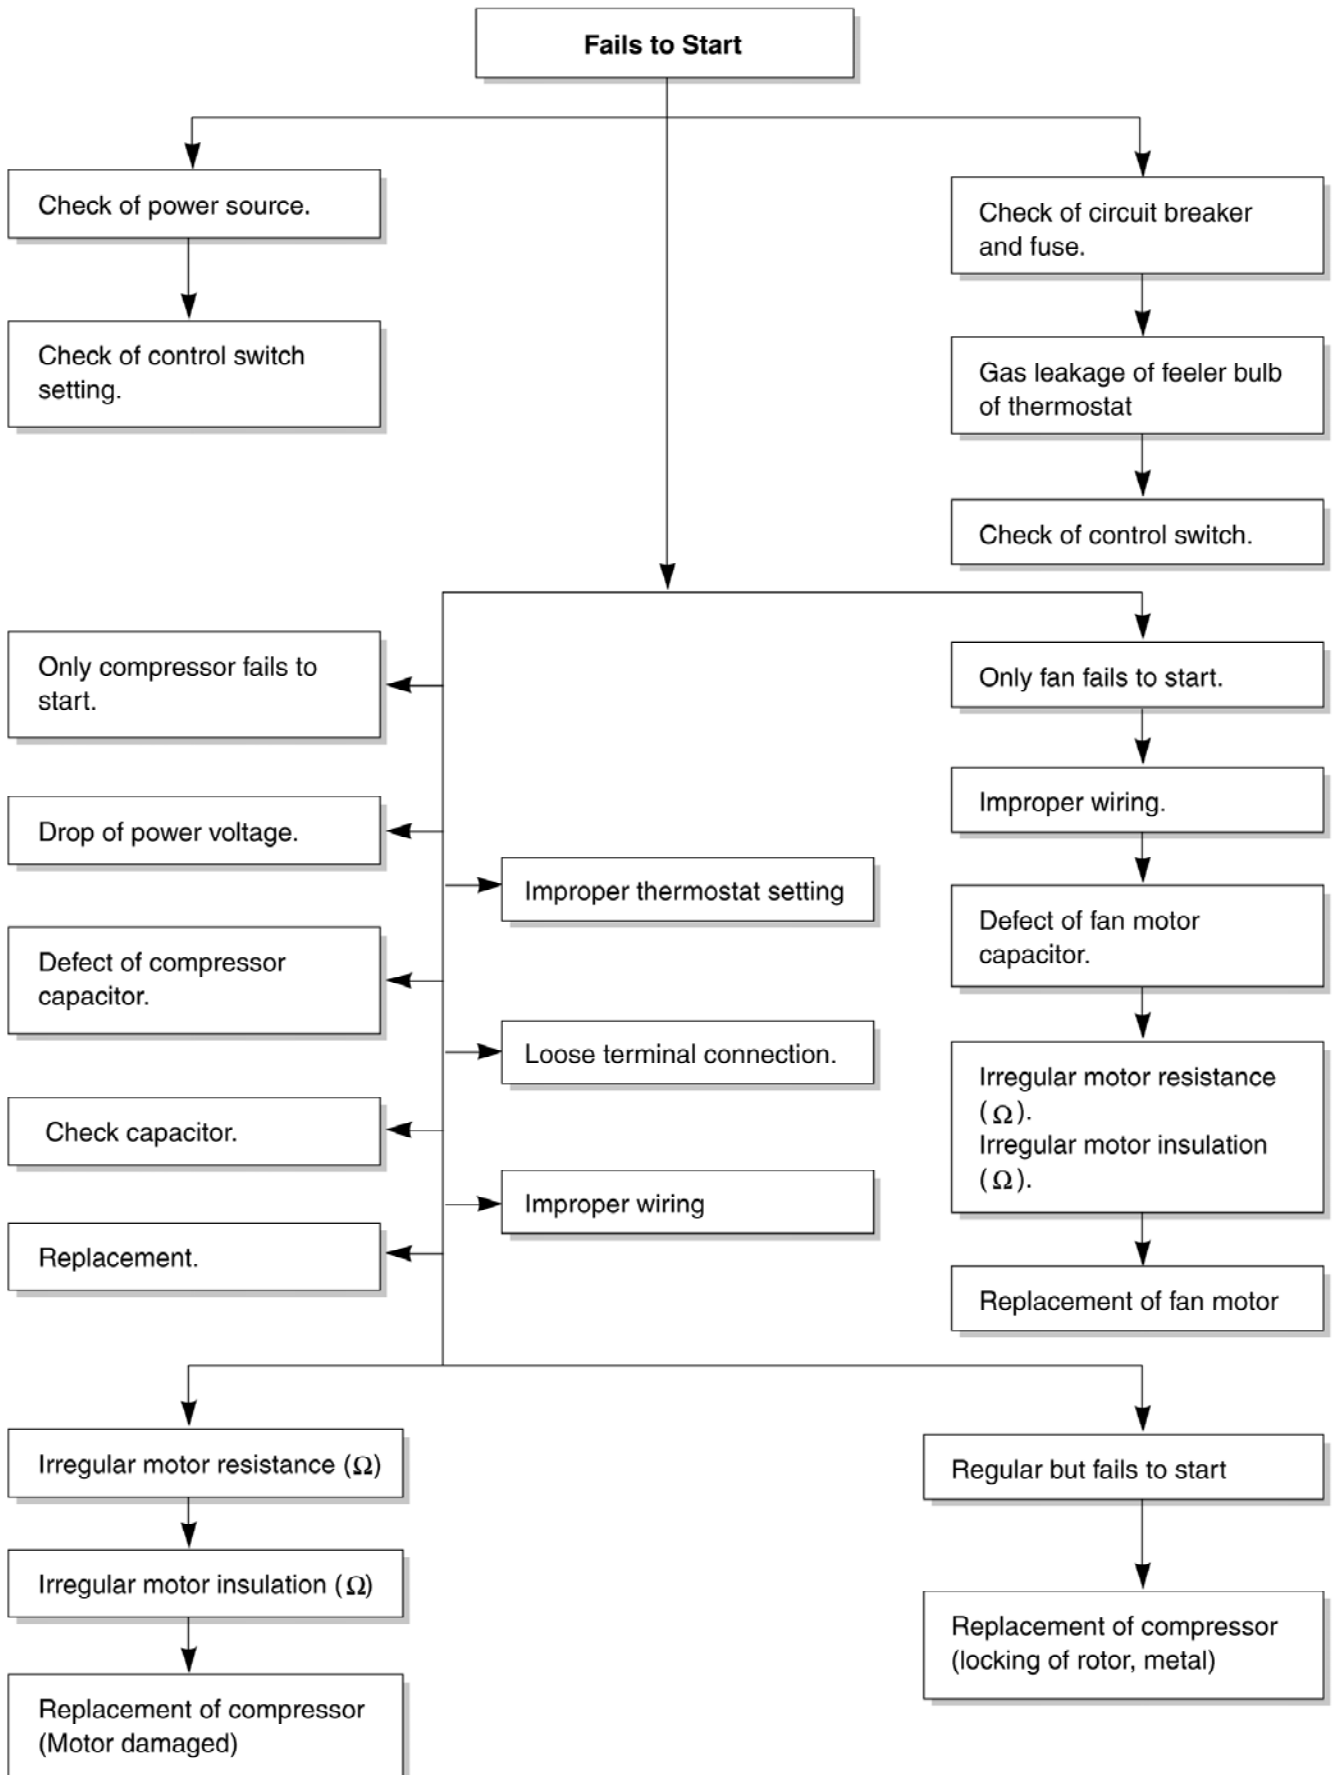 Fails to Start
Check of power source.
Check of control switch
setting.
Check of circuit breaker
and fuse.
Gas leakage of feeler bulb
of thermostat
Check of control switch.
Only compressor fails to
start.
Drop of power voltage.
Defect of compressor
capacitor.
Check capacitor.
Replacement.
Improper thermostat setting
Loose terminal connection.
Improper wiring
Only fan fails to start.
Improper wiring.
Defect of fan motor
capacitor.
Irregular motor resistance
(Ω).
Irregular motor insulation
(Ω).
Replacement of fan motor
Irregular motor resistance (Ω)
Irregular motor insulation (Ω)
Replacement of compressor
(Motor damaged)
Regular but fails to start
Replacement of compressor
(locking of rotor, metal)